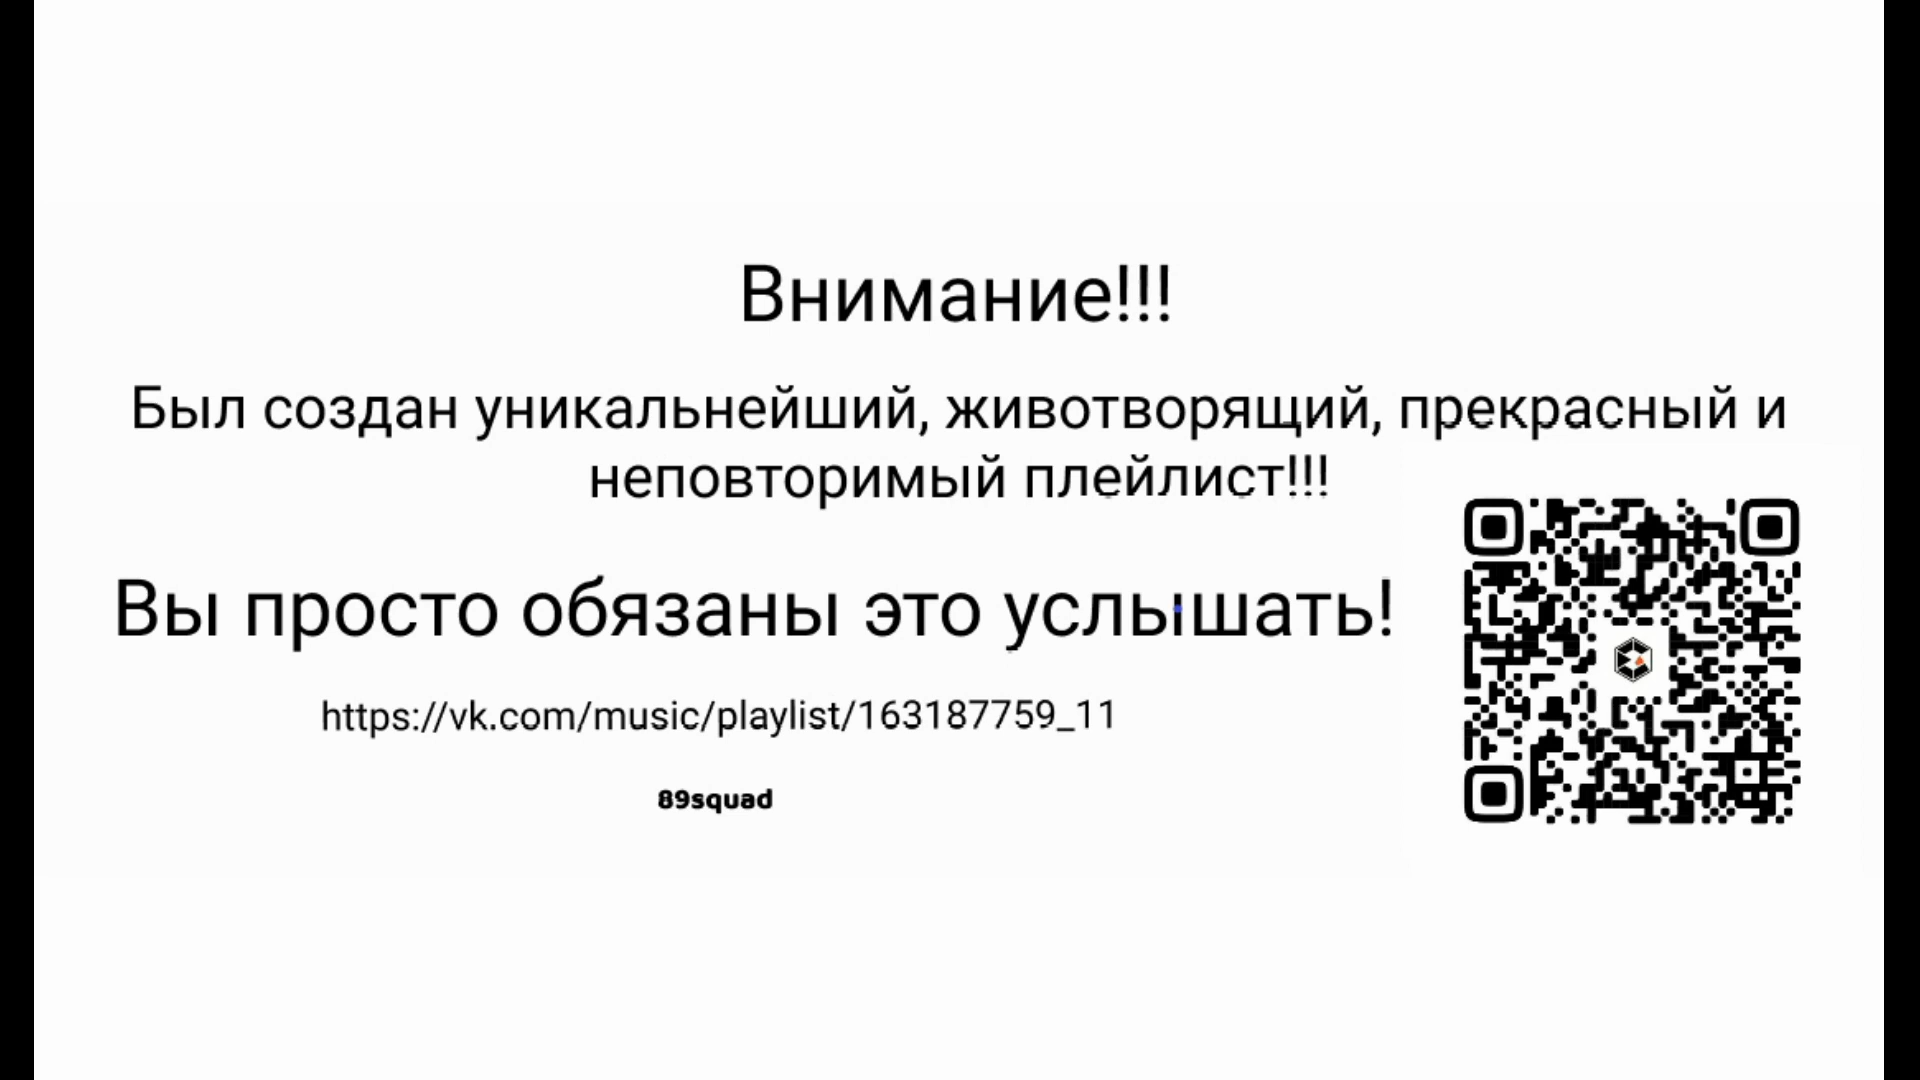 Внимание!!!
Был создан уникальнейший, животворящий, прекрасный и
неповторимый плейлист!!!
Вы просто обязаны это услышать!
https://vk.com/music/playlist/163187759_11
89squad